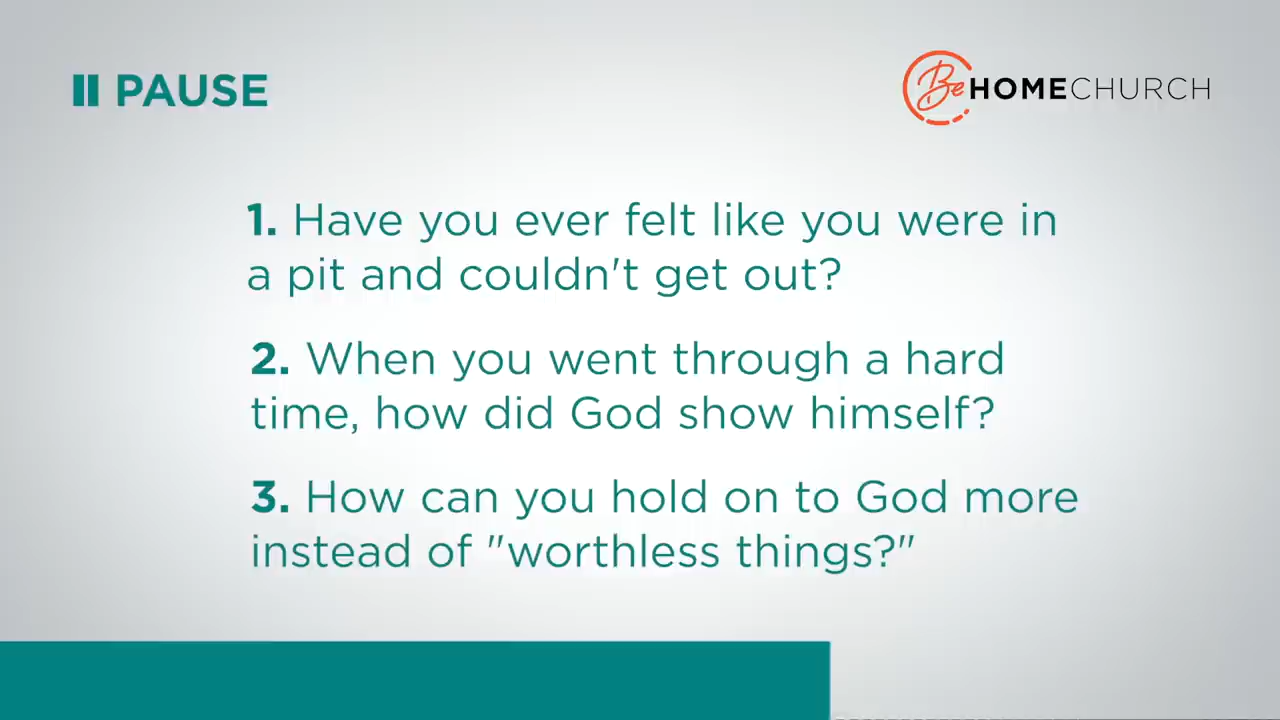 PAUSE
Be HOMECHURCH
1. Have you ever felt like you were in
a pit and couldn't get out?
2. When you went through a hard
time, how did God show himself?
3. How can you hold on to God more
instead of "worthless things?"